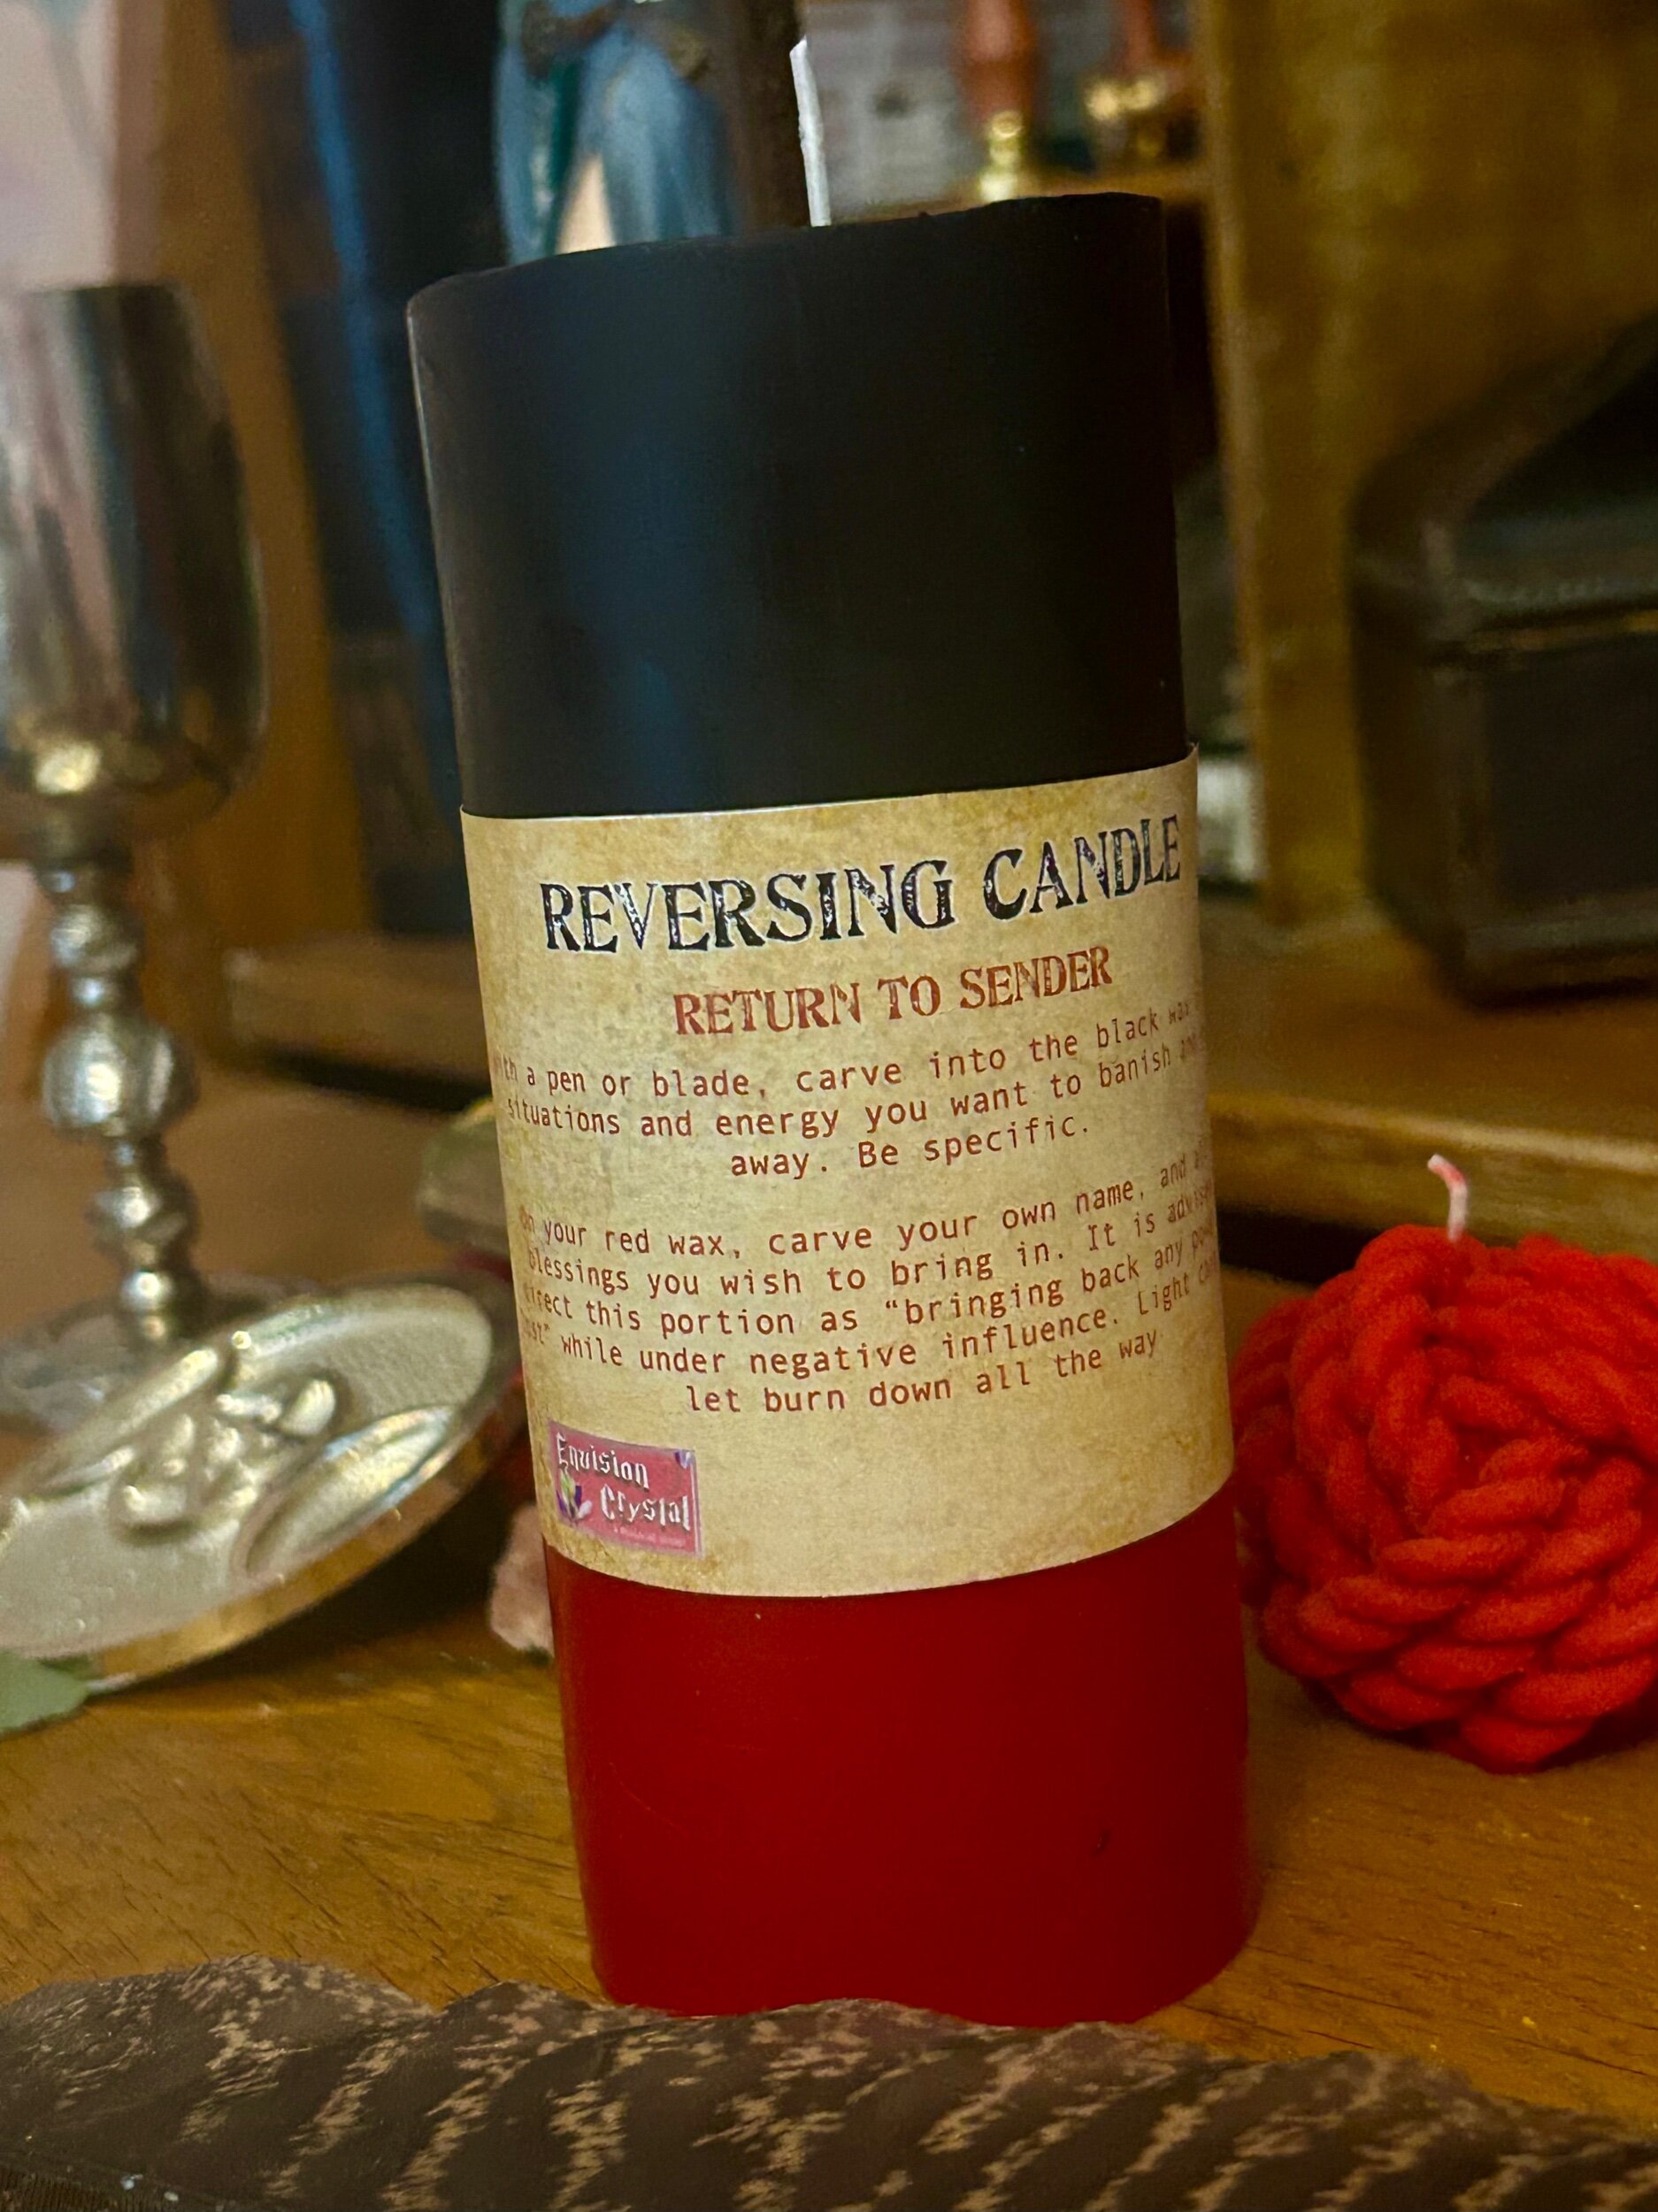 REVERSING CANDLE
RETURN TO SENDER
a pen or blade, carve into the black wax
situations and energy you want to banish
away. Be specific.
your red wax, carve your own name, and
blessings you wish to bring in. It is
direct this portion as “bringing back any
while under negative influence. Light
let burn down all the way
Envision
Crystal